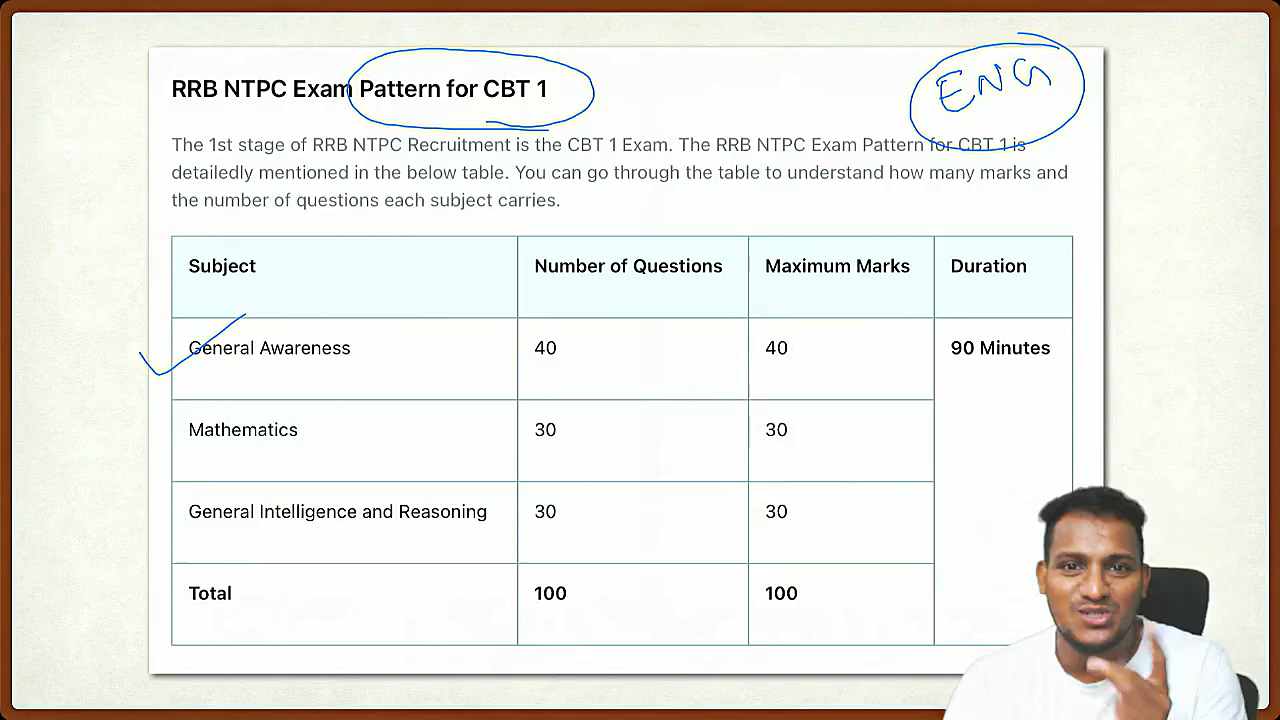 RRB NTPC Exam Pattern for CBT 1
ENG
The 1st stage of RRB NTPC Recruitment is the CBT 1 Exam. The RRB NTPC Exam Pattern for CBT 1 is
detailedly mentioned in the below table. You can go through the table to understand how many marks and
the number of questions each subject carries.
Subject Number of Questions Maximum Marks Duration
General Awareness 40 40 90 Minutes
Mathematics 30 30
General Intelligence and Reasoning 30 30
Total 100 100